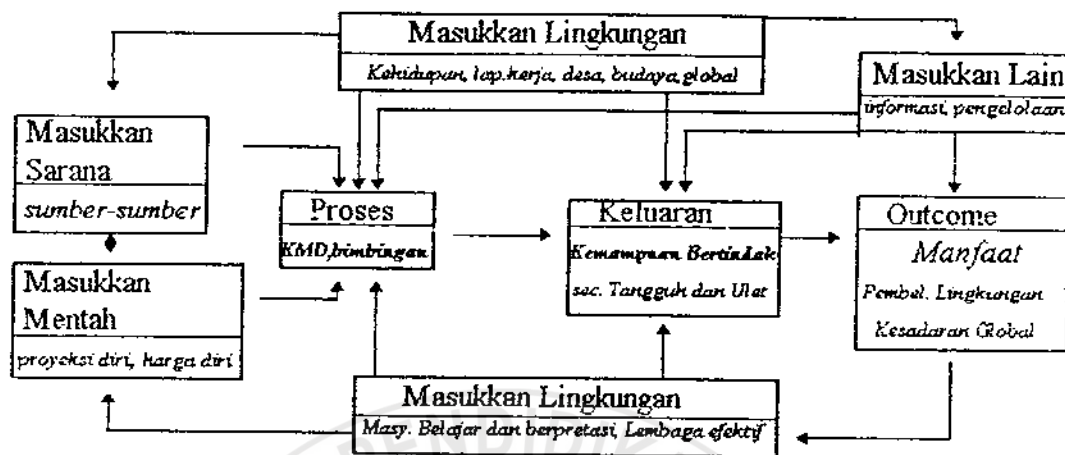 Masukkan Lingkungan
Kehidupan, lap.kerja, desa, budaya global
Masukkan Lain
informasi, pengelolaan
Masukkan
Sarana
sumber-sumber
Proses
KMD,bimbingan
Keluaran
Kemampuan Bertindak
sec. Tangguh dan Ulet
Outcome
Manfaat
Pembel. Lingkungan
Kesadaran Global
Masukkan
Mentah
proyeksi diri, harga diri
Masukkan Lingkungan
Masy. Belajar dan berpretasi, Lembaga efektif
PENDIDI